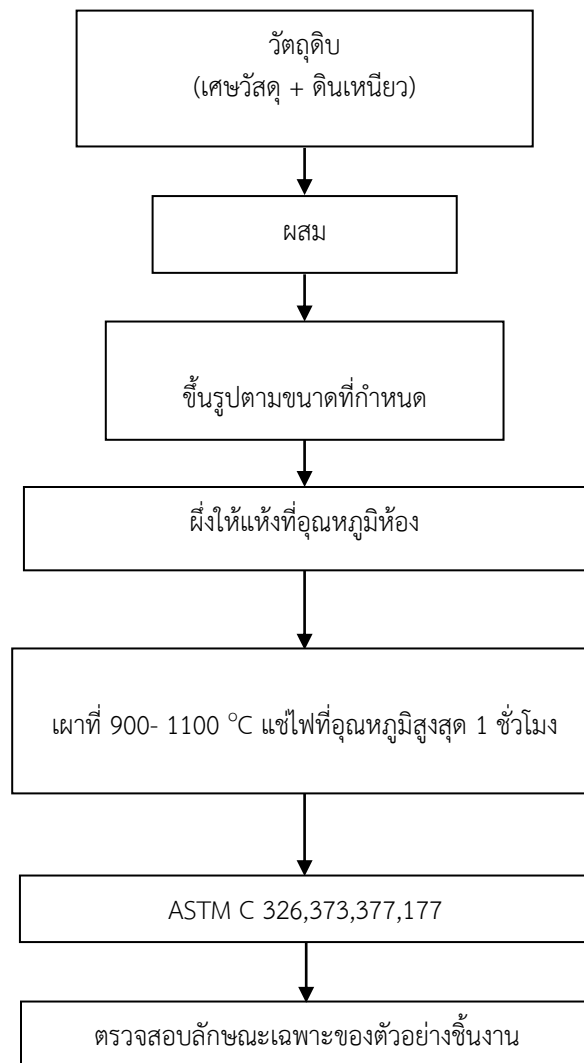 วัตถุดิบ
(เศษวัสดุ + ดินเหนียว)
ผสม
ขึ้นรูปตามขนาดที่กำหนด
ผึ่งให้แห้งที่อุณหภูมิห้อง
เผาที่ 900- 1100 °C แช่ไฟที่อุณหภูมิสูงสุด 1 ชั่วโมง
ASTM C 326,373,377,177
ตรวจสอบลักษณะเฉพาะของตัวอย่างชิ้นงาน